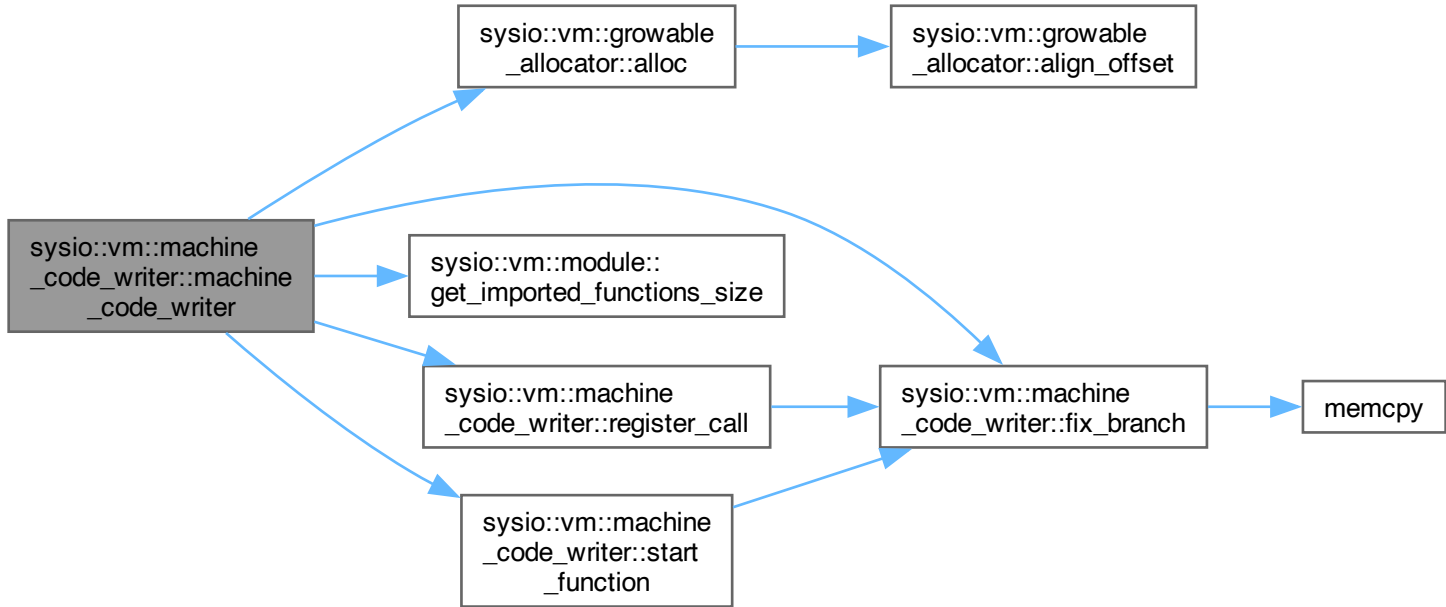 sysio::vm::machine
_code_writer::machine
_code_writer
sysio::vm::growable
_allocator::alloc
sysio::vm::growable
_allocator::align_offset
sysio::vm::module::
get_imported_functions_size
sysio::vm::machine
_code_writer::register_call
sysio::vm::machine
_code_writer::fix_branch
memcpy
sysio::vm::machine
_code_writer::start
_function